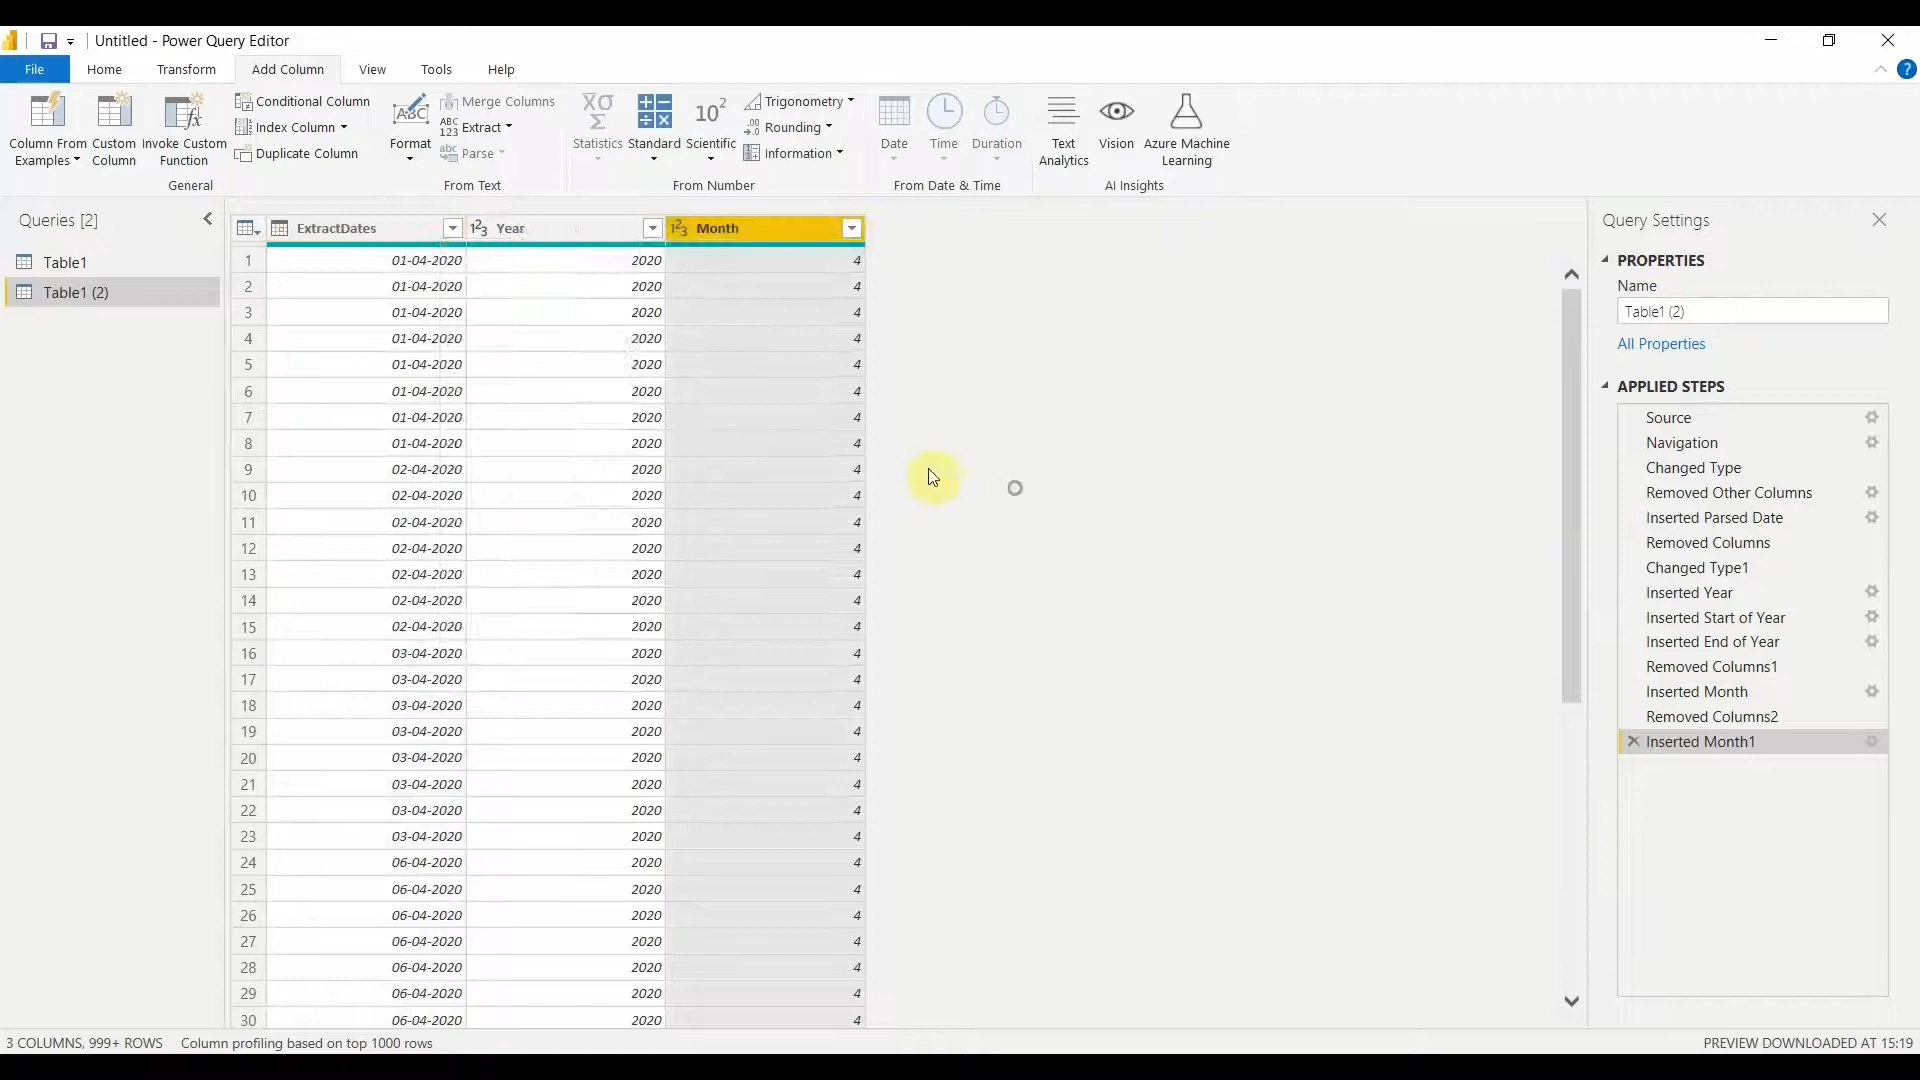 Untitled - Power Query Editor
File Home Transform Add Column View Tools Help
Column From Examples
Custom Column
Invoke Custom Function
Conditional Column
Index Column
Duplicate Column
General
Format
Merge Columns
Extract
Parse
From Text
Statistics
Standard
Scientific
Trigonometry
Rounding
Information
From Number
Date
Time
Duration
From Date & Time
Text Analytics
Vision
Azure Machine Learning
AI Insights
Queries [2]
Table1
Table1 (2)
ExtractDates Year Month
1 01-04-2020 2020 4
2 01-04-2020 2020 4
3 01-04-2020 2020 4
4 01-04-2020 2020 4
5 01-04-2020 2020 4
6 01-04-2020 2020 4
7 01-04-2020 2020 4
8 01-04-2020 2020 4
9 02-04-2020 2020 4
10 02-04-2020 2020 4
11 02-04-2020 2020 4
12 02-04-2020 2020 4
13 02-04-2020 2020 4
14 02-04-2020 2020 4
15 02-04-2020 2020 4
16 03-04-2020 2020 4
17 03-04-2020 2020 4
18 03-04-2020 2020 4
19 03-04-2020 2020 4
20 03-04-2020 2020 4
21 03-04-2020 2020 4
22 03-04-2020 2020 4
23 03-04-2020 2020 4
24 06-04-2020 2020 4
25 06-04-2020 2020 4
26 06-04-2020 2020 4
27 06-04-2020 2020 4
28 06-04-2020 2020 4
29 06-04-2020 2020 4
30 06-04-2020 2020 4
Query Settings
PROPERTIES
Name
Table1 (2)
All Properties
APPLIED STEPS
Source
Navigation
Changed Type
Removed Other Columns
Inserted Parsed Date
Removed Columns
Changed Type1
Inserted Year
Inserted Start of Year
Inserted End of Year
Removed Columns1
Inserted Month
Removed Columns2
Inserted Month1
3 COLUMNS, 999+ ROWS Column profiling based on top 1000 rows
PREVIEW DOWNLOADED AT 15:19